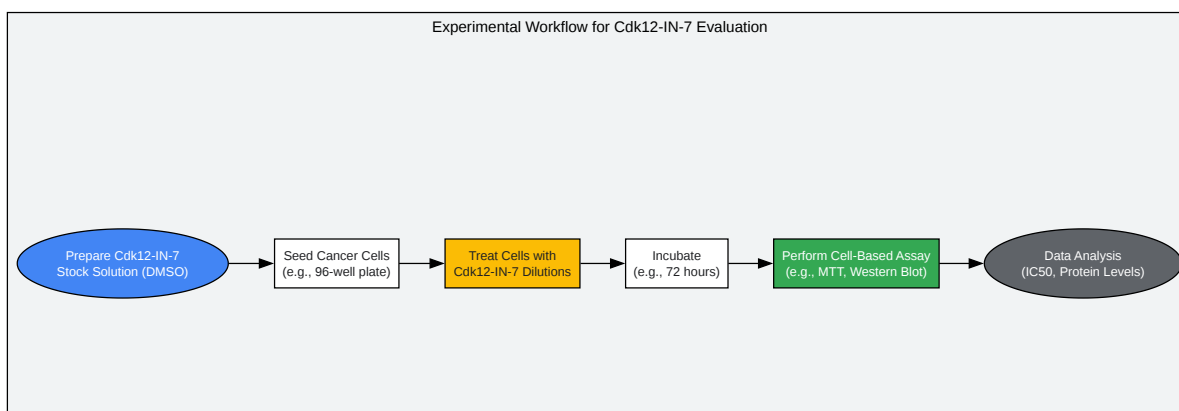 Experimental Workflow for Cdk12-IN-7 Evaluation
Prepare Cdk12-IN-7
Stock Solution (DMSO)
Seed Cancer Cells
(e.g., 96-well plate)
Treat Cells with
Cdk12-IN-7 Dilutions
Incubate
(e.g., 72 hours)
Perform Cell-Based Assay
(e.g., MTT, Western Blot)
Data Analysis
(IC50, Protein Levels)